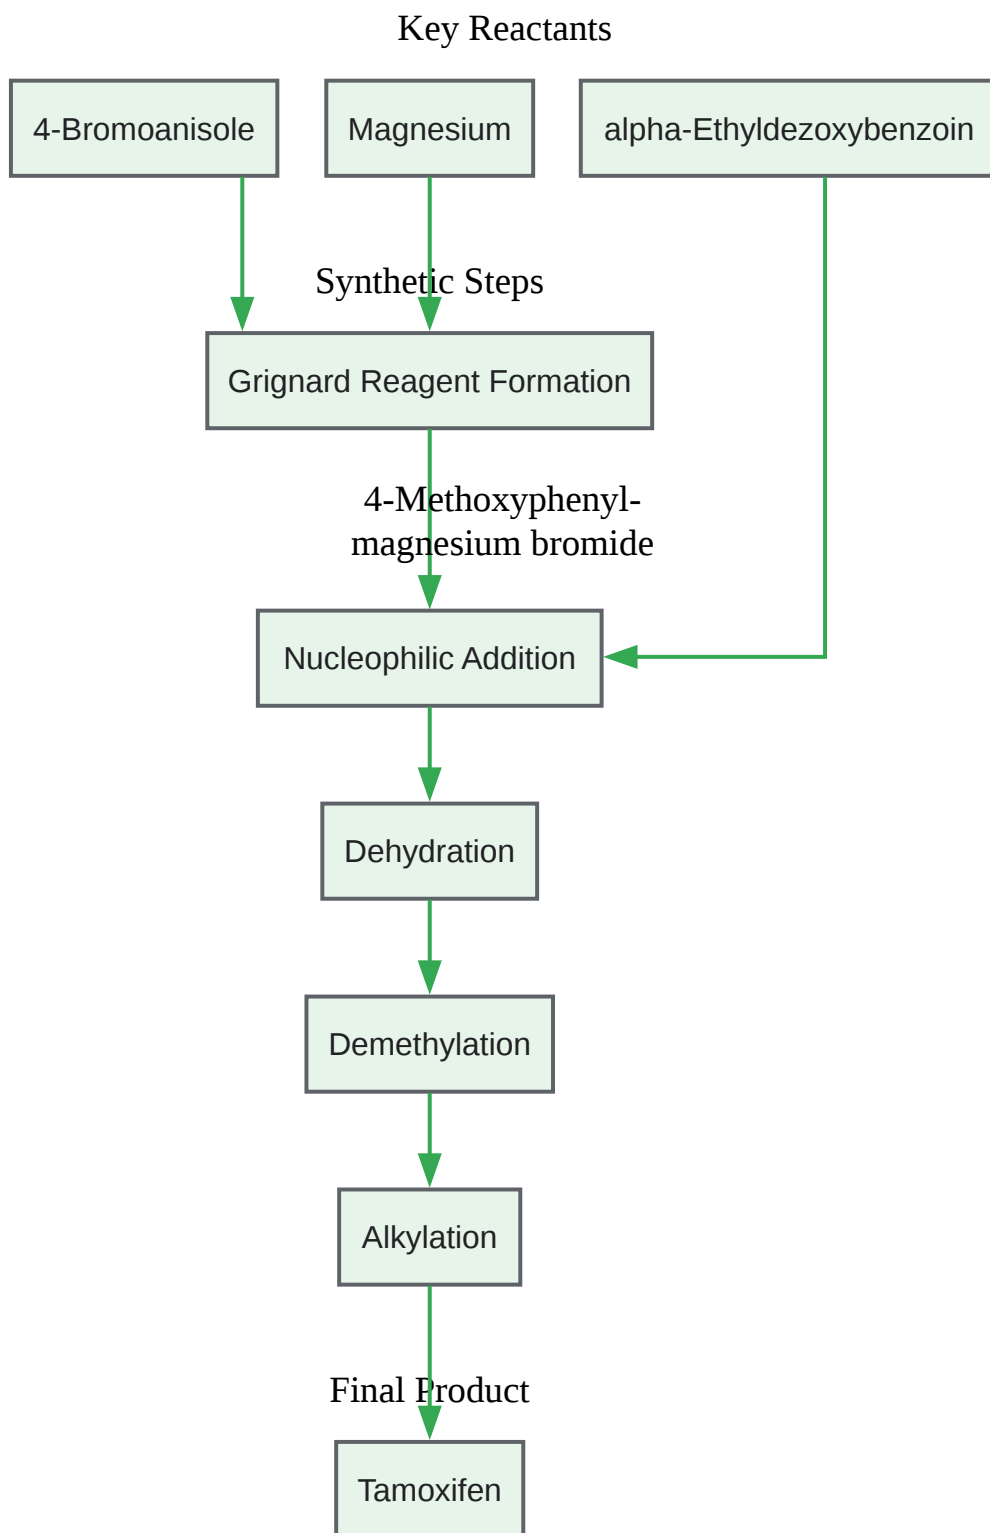 Key Reactants
4-Bromoanisole
Magnesium
alpha-Ethyldezoxybenzoin
Synthetic Steps
Grignard Reagent Formation
4-Methoxyphenyl-
magnesium bromide
Nucleophilic Addition
Dehydration
Demethylation
Alkylation
Final Product
Tamoxifen